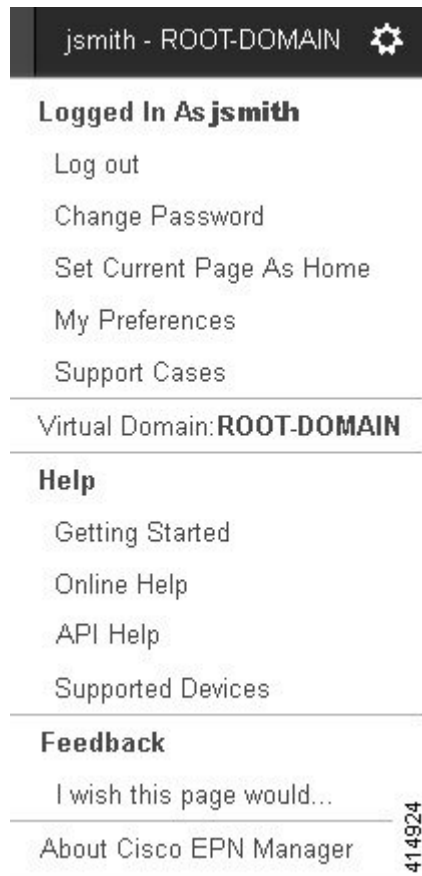 jsmith - ROOT-DOMAIN
Logged In As jsmith
Log out
Change Password
Set Current Page As Home
My Preferences
Support Cases
Virtual Domain: ROOT-DOMAIN
Help
Getting Started
Online Help
API Help
Supported Devices
Feedback
I wish this page would...
About Cisco EPN Manager
414924